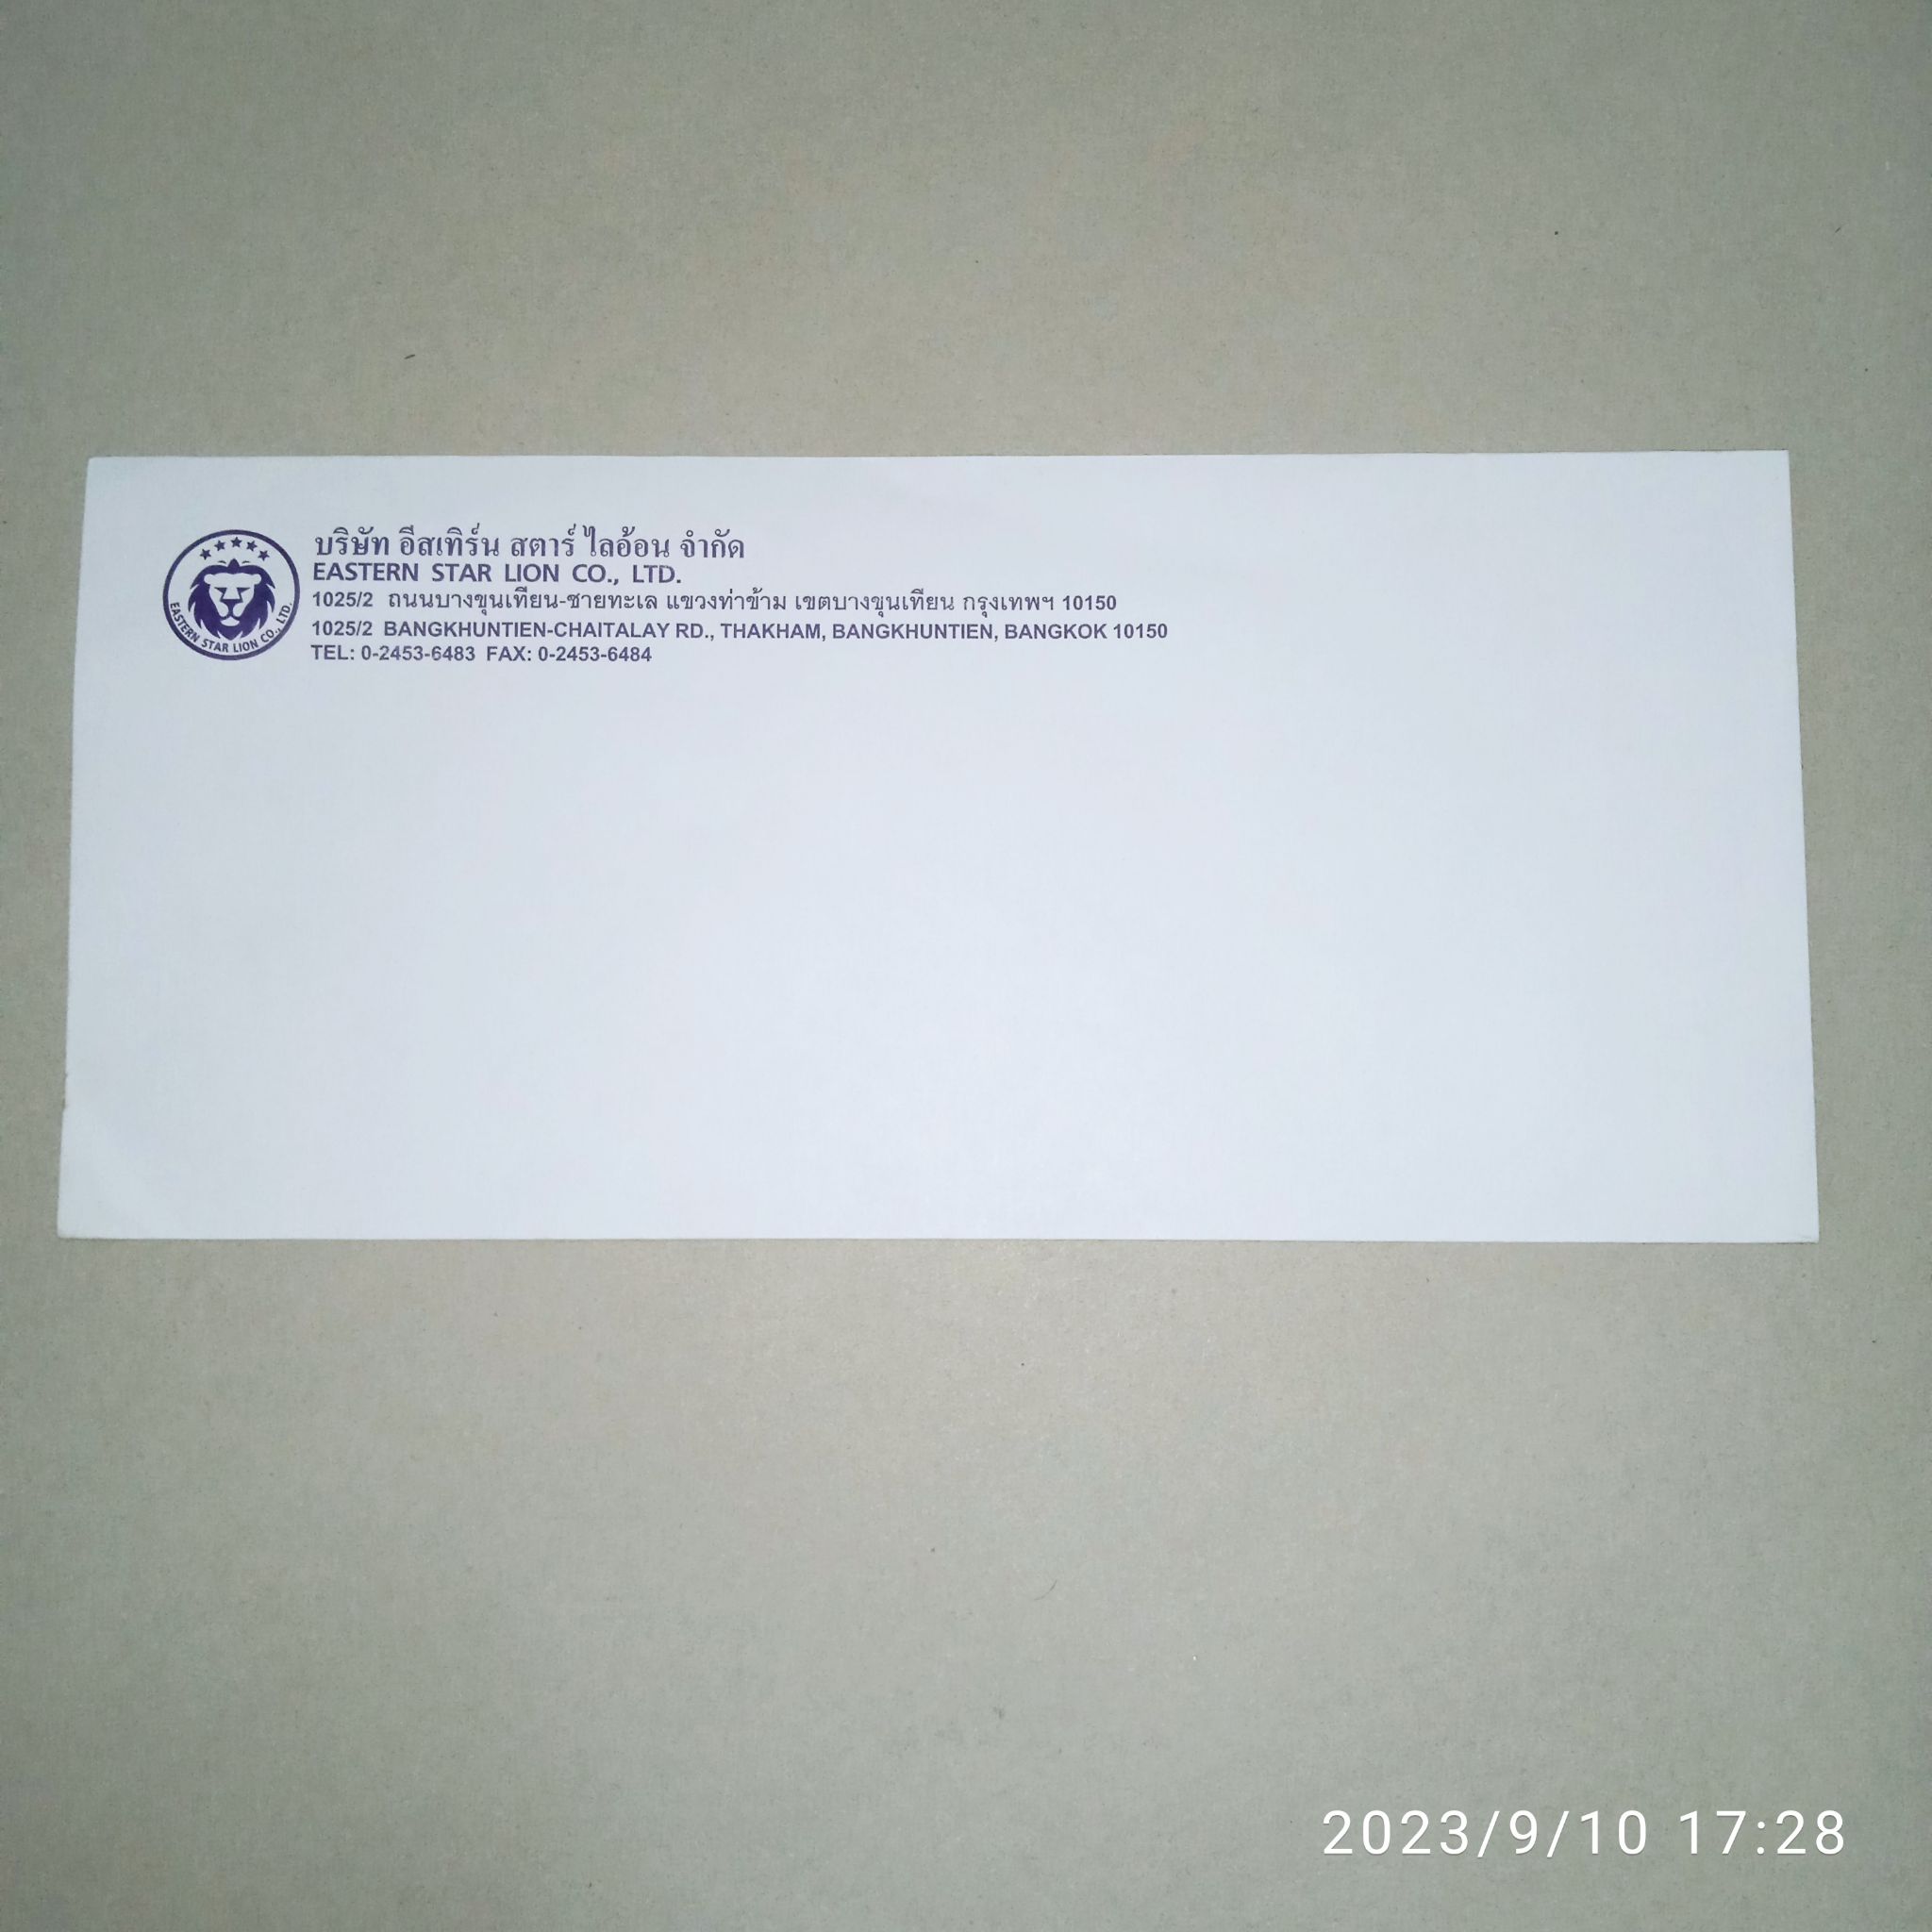 บริษัท อีสเทิร์น สตาร์ ไลอ้อน จำกัด
EASTERN STAR LION CO., LTD.
1025/2 ถนนบางขุนเทียน-ชายทะเล แขวงท่าข้าม เขตบางขุนเทียน กรุงเทพฯ 10150
1025/2 BANGKHUNTIEN-CHAITALAY RD., THAKHAM, BANGKHUNTIEN, BANGKOK 10150
TEL: 0-2453-6483 FAX: 0-2453-6484
EASTERN STAR LION CO., LTD.
2023/9/10 17:28